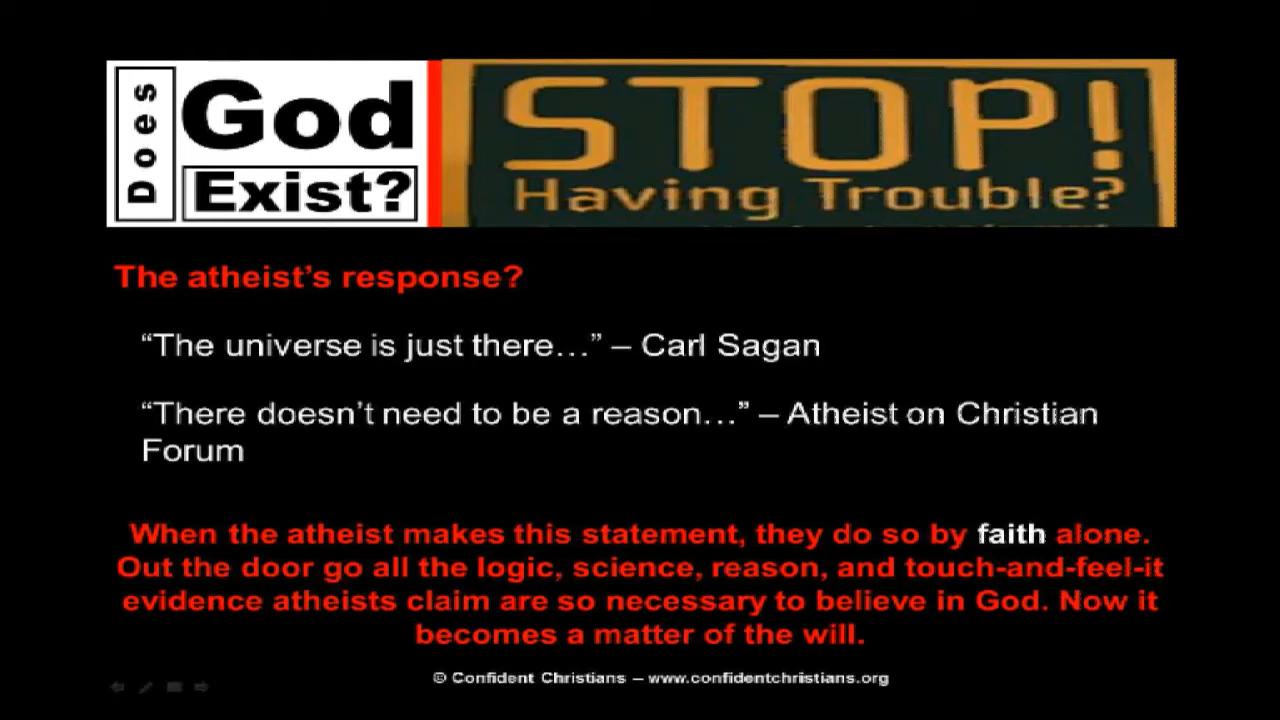 Does
God
Exist?
STOP!
Having Trouble?
The atheist’s response?
“The universe is just there…” – Carl Sagan
“There doesn’t need to be a reason…” – Atheist on Christian
Forum
When the atheist makes this statement, they do so by faith alone.
Out the door go all the logic, science, reason, and touch-and-feel-it
evidence atheists claim are so necessary to believe in God. Now it
becomes a matter of the will.
© Confident Christians – www.confidentchristians.org